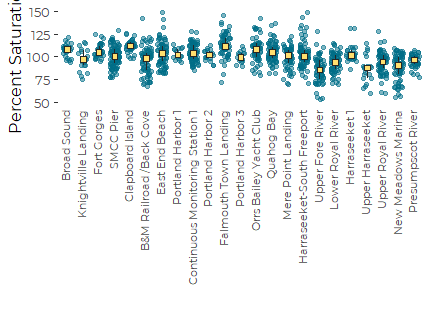 Percent Saturatio
150
125
100
75
50
Broad Sound
Knightville Landing
Fort Gorges
SMCC Pier
Clapboard Island
B&M Railroad / Back Cove
East End Beach
Portland Harbor 1
Continuous Monitoring Station 1
Portland Harbor 2
Falmouth Town Landing
Portland Harbor 3
Orrs Bailey Yacht Club
Quahog Bay
Mere Point Landing
Harraseeket-South Freeport
Upper Fore River
Lower Royal River
Harraseeket 1
Upper Harraseeket
Upper Royal River
New Meadows Marina
Presumpscot River